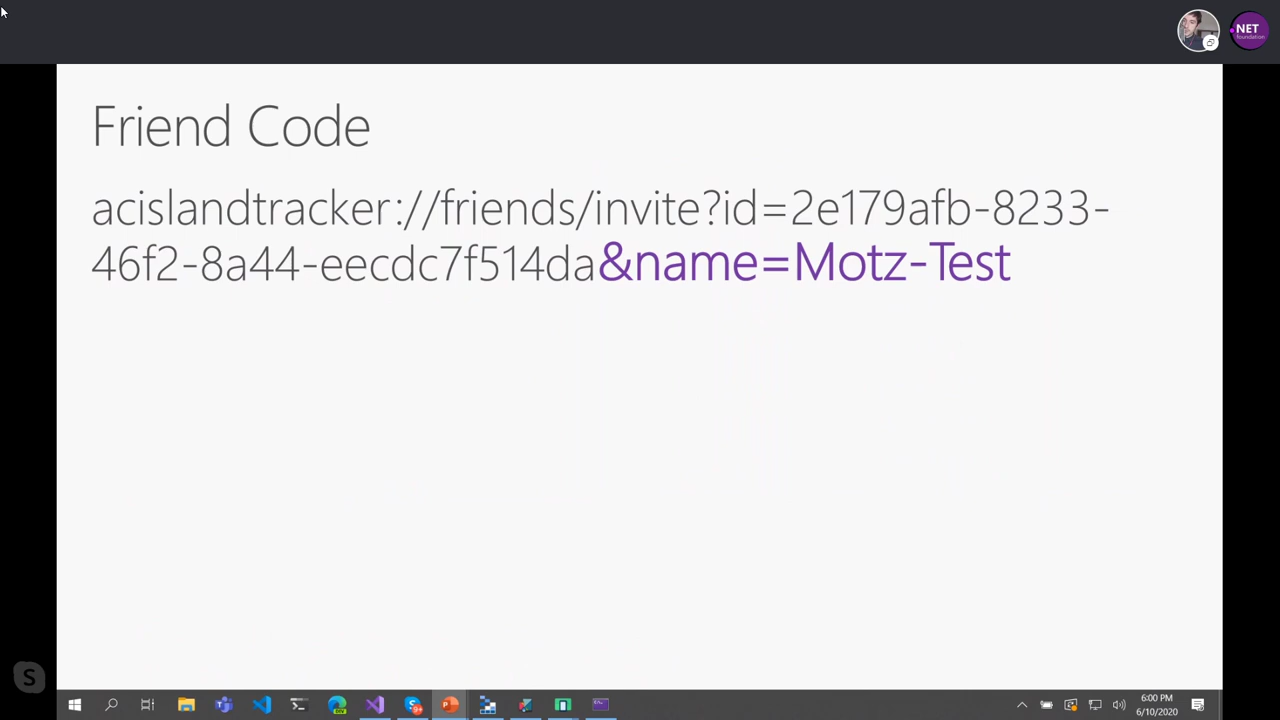 NET
foundation
Friend Code
acislandtracker://friends/invite?id=2e179afb-8233-
46f2-8a44-eecdc7f514da&name=Motz-Test
S
6:00 PM
6/10/2020